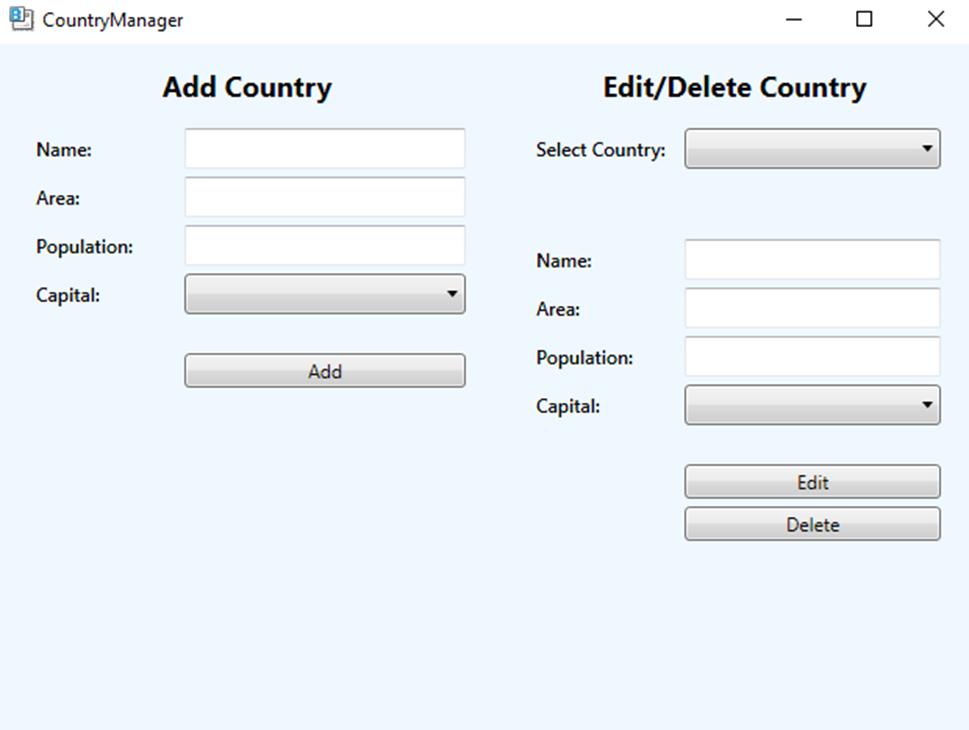 CountryManager
Add Country
Name:
Area:
Population:
Capital:
Add
Edit/Delete Country
Select Country:
Name:
Area:
Population:
Capital:
Edit
Delete